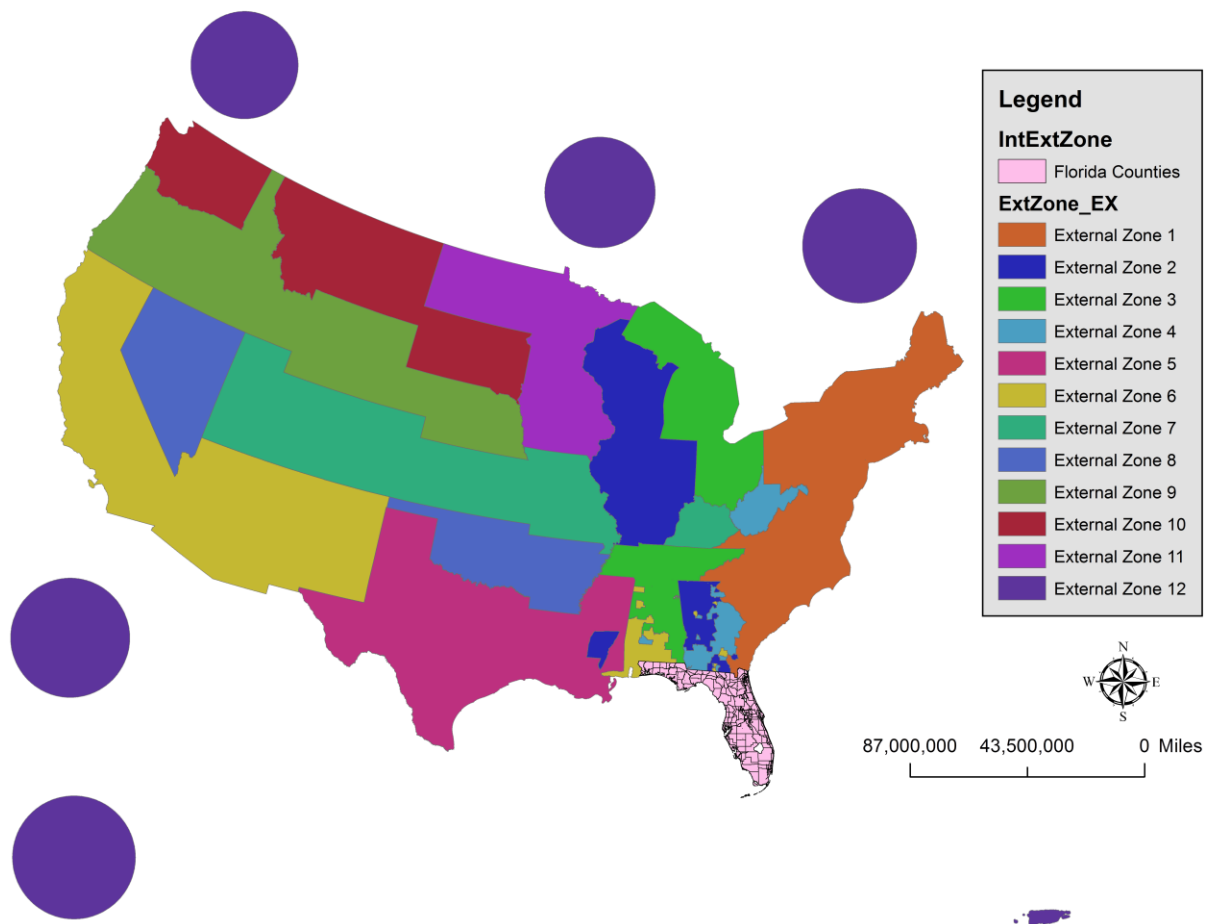 Legend
IntExtZone
Florida Counties
ExtZone_EX
External Zone 1
External Zone 2
External Zone 3
External Zone 4
External Zone 5
External Zone 6
External Zone 7
External Zone 8
External Zone 9
External Zone 10
External Zone 11
External Zone 12
N
W E
S
87,000,000 43,500,000 0 Miles